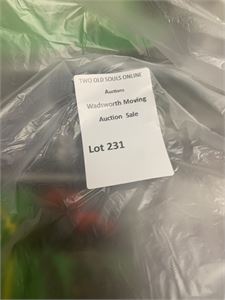 TWO OLD SOULS ONLINE
Auctions
Wadsworth Moving
Auction Sale
Lot 231